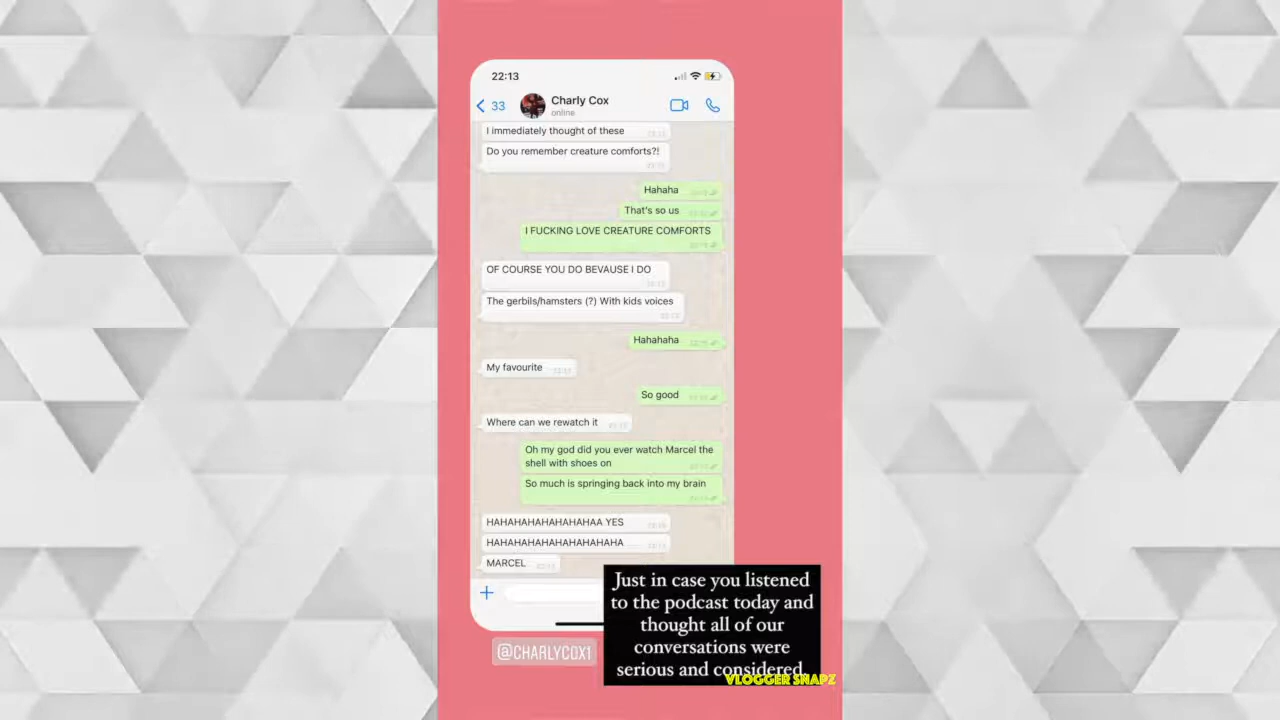 22:13
33
Charly Cox
online
I immediately thought of these
Do you remember creature comforts?!
Hahaha
That's so us
I FUCKING LOVE CREATURE COMFORTS
OF COURSE YOU DO BEVAUSE I DO
The gerbils/hamsters (?) With kids voices
Hahahaha
My favourite
So good
Where can we rewatch it
Oh my god did you ever watch Marcel the
shell with shoes on
So much is springing back into my brain
HAHAHAHAHAHAHAHAA YES
HAHAHAHAHAHAHAHAHAHA
MARCEL
Just in case you listened
to the podcast today and
thought all of our
conversations were
serious and considered.
@CHARLYCOX1
VLOGGER SNAPZ